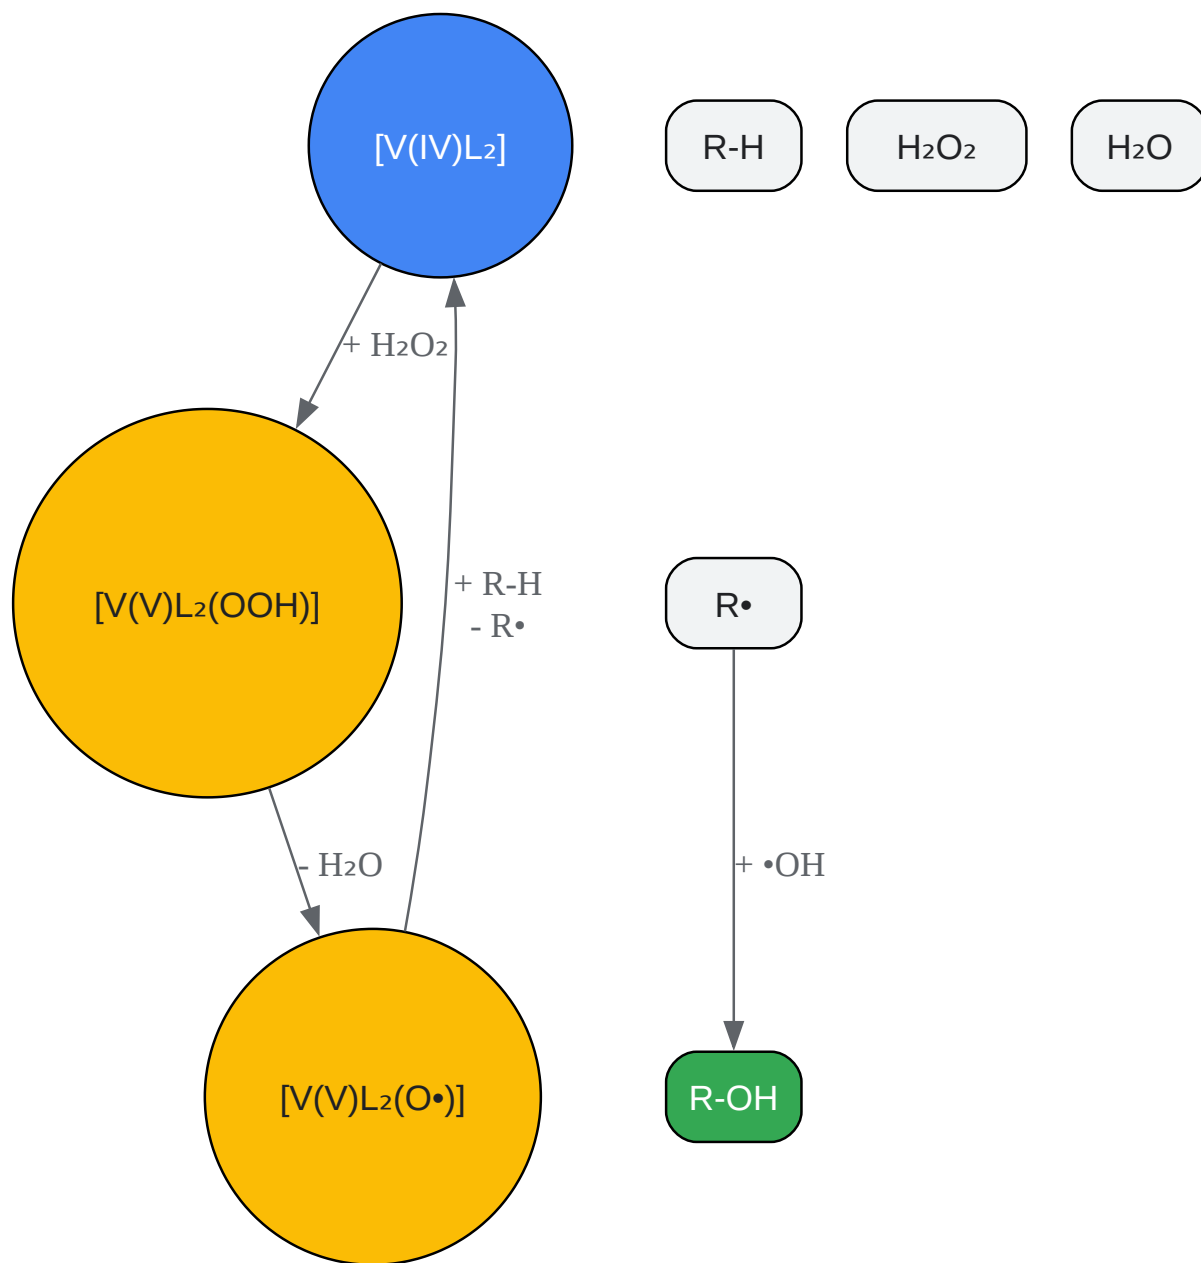 [V(IV)L₂]
R-H
H₂O₂
H₂O
+ H₂O₂
[V(V)L₂(OOH)]
+ R-H
- R•
R•
- H₂O
+ •OH
[V(V)L₂(O•)]
R-OH